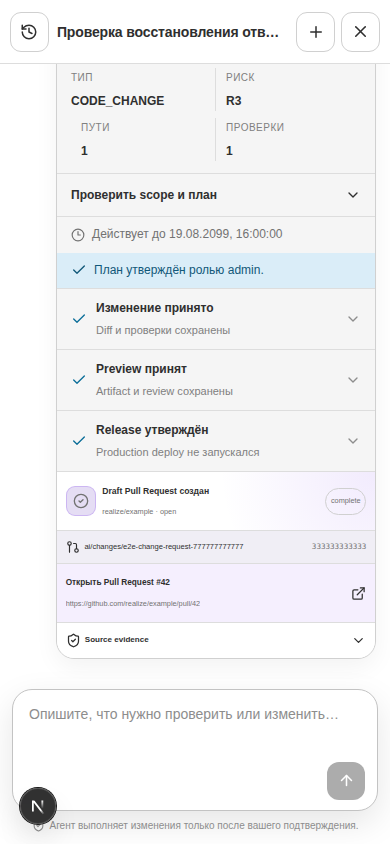 Проверка восстановления отв…
ТИП
РИСК
CODE_CHANGE
R3
ПУТИ
ПРОВЕРКИ
1
1
Проверить scope и план
Действует до 19.08.2099, 16:00:00
План утверждён ролью admin.
Изменение принято
Diff и проверки сохранены
Preview принят
Artifact и review сохранены
Release утверждён
Production deploy не запускался
Draft Pull Request создан
realize/example · open
complete
ai/changes/e2e-change-request-777777777777
333333333333
Открыть Pull Request #42
https://github.com/realize/example/pull/42
Source evidence
Опишите, что нужно проверить или изменить…
N
Агент выполняет изменения только после вашего подтверждения.